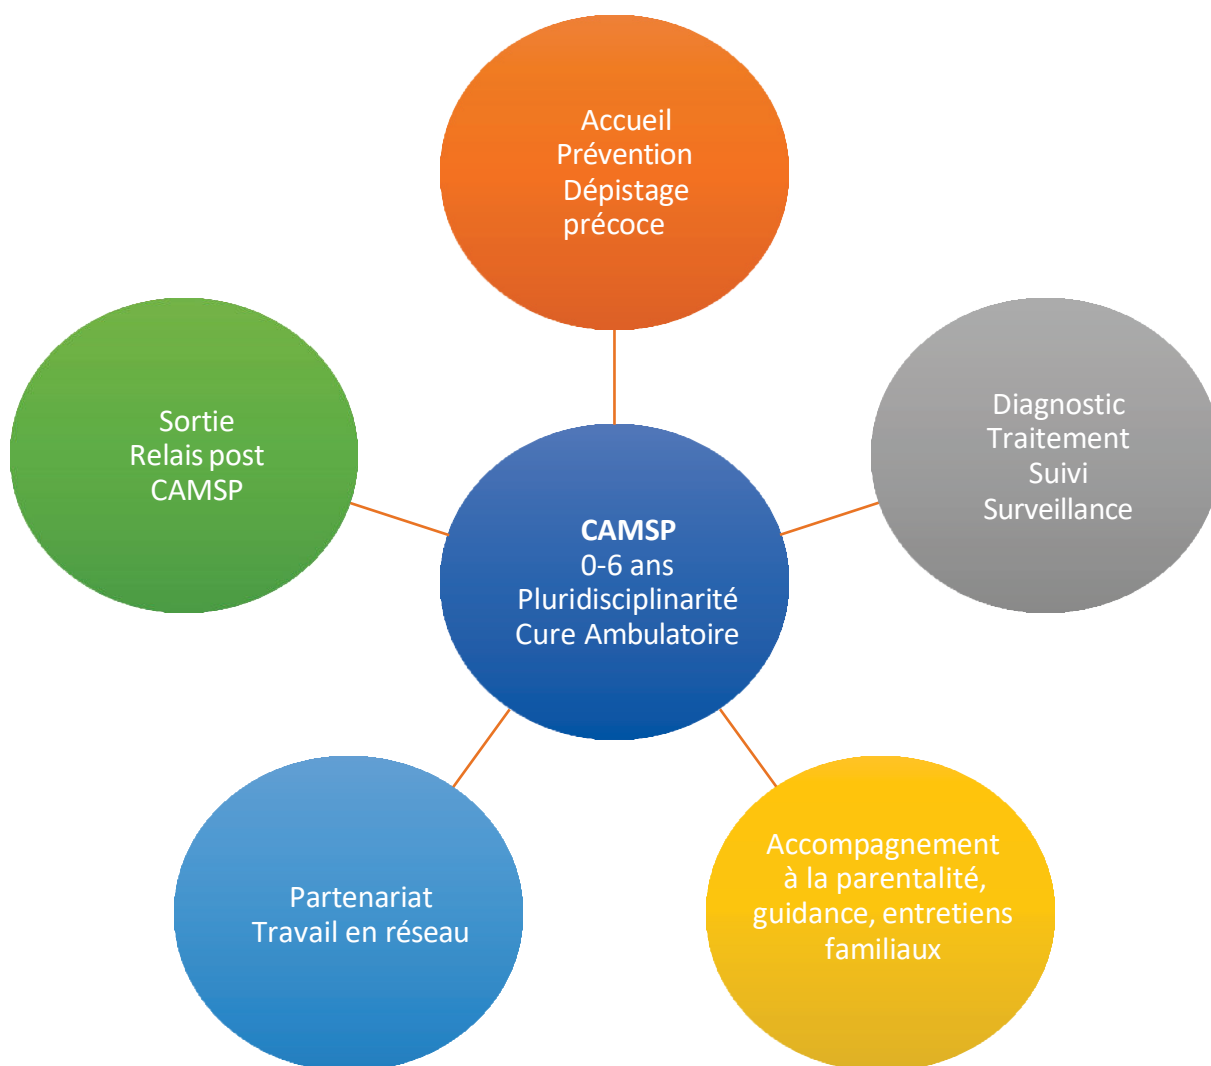 Accueil
Prévention
Dépistage
précoce
Diagnostic
Traitement
Suivi
Surveillance
Sortie
Relais post
CAMSP
CAMSP
0-6 ans
Pluridisciplinarité
Cure Ambulatoire
Accompagnement
à la parentalité,
guidance, entretiens
familiaux
Partenariat
Travail en réseau